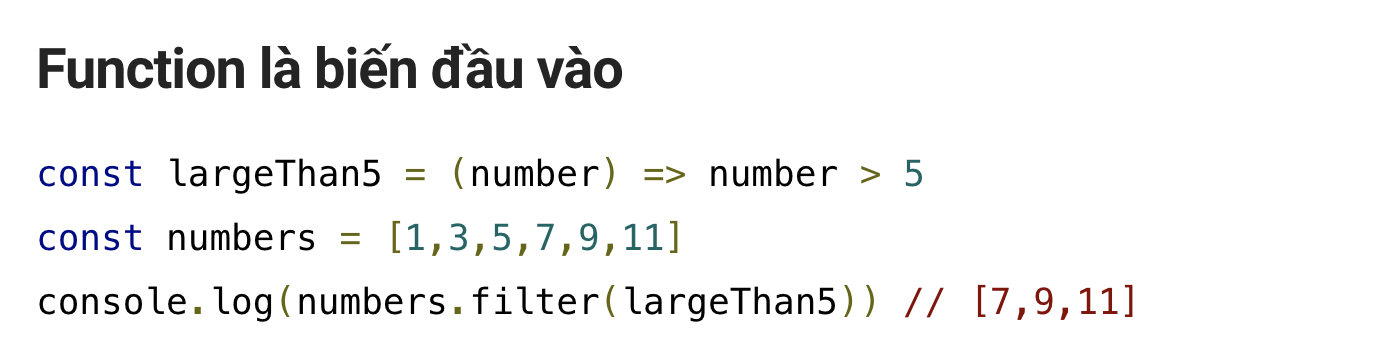 Function là biến đầu vào
const largeThan5 = (number) => number > 5
const numbers = [1,3,5,7,9,11]
console.log(numbers.filter(largeThan5)) // [7,9,11]